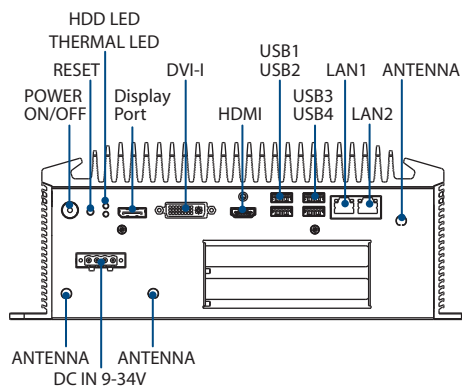 HDD LED
THERMAL LED
RESET
POWER
ON/OFF
Display
Port
DVI-I
HDMI
USB1
USB2
USB3
USB4
LAN1
LAN2
ANTENNA
ANTENNA
ANTENNA
DC IN 9-34V